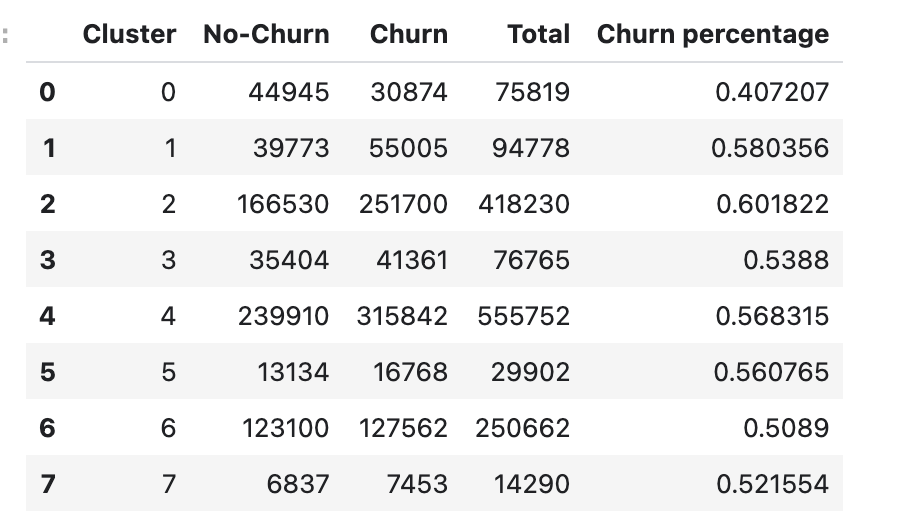 : Cluster No-Churn Churn Total Churn percentage
0 0 44945 30874 75819 0.407207
1 1 39773 55005 94778 0.580356
2 2 166530 251700 418230 0.601822
3 3 35404 41361 76765 0.5388
4 4 239910 315842 555752 0.568315
5 5 13134 16768 29902 0.560765
6 6 123100 127562 250662 0.5089
7 7 6837 7453 14290 0.521554